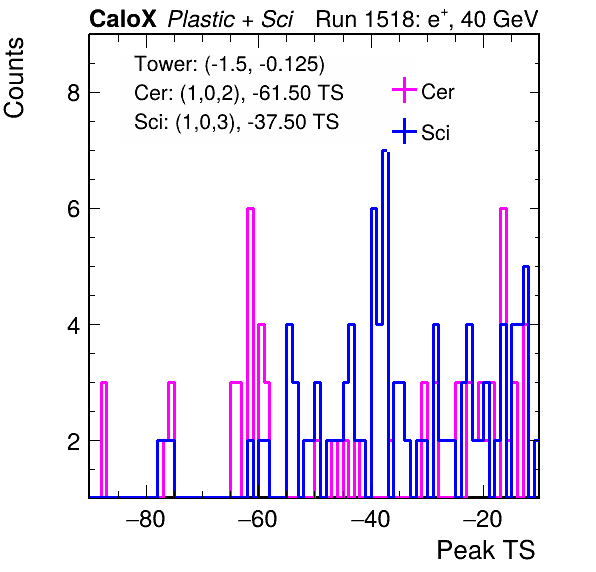 CaloX Plastic + Sci Run 1518: e⁺, 40 GeV
Counts
Tower: (-1.5, -0.125)
Cer: (1,0,2), -61.50 TS
Sci: (1,0,3), -37.50 TS
Cer
Sci
8
6
4
2
−80 −60 −40 −20
Peak TS